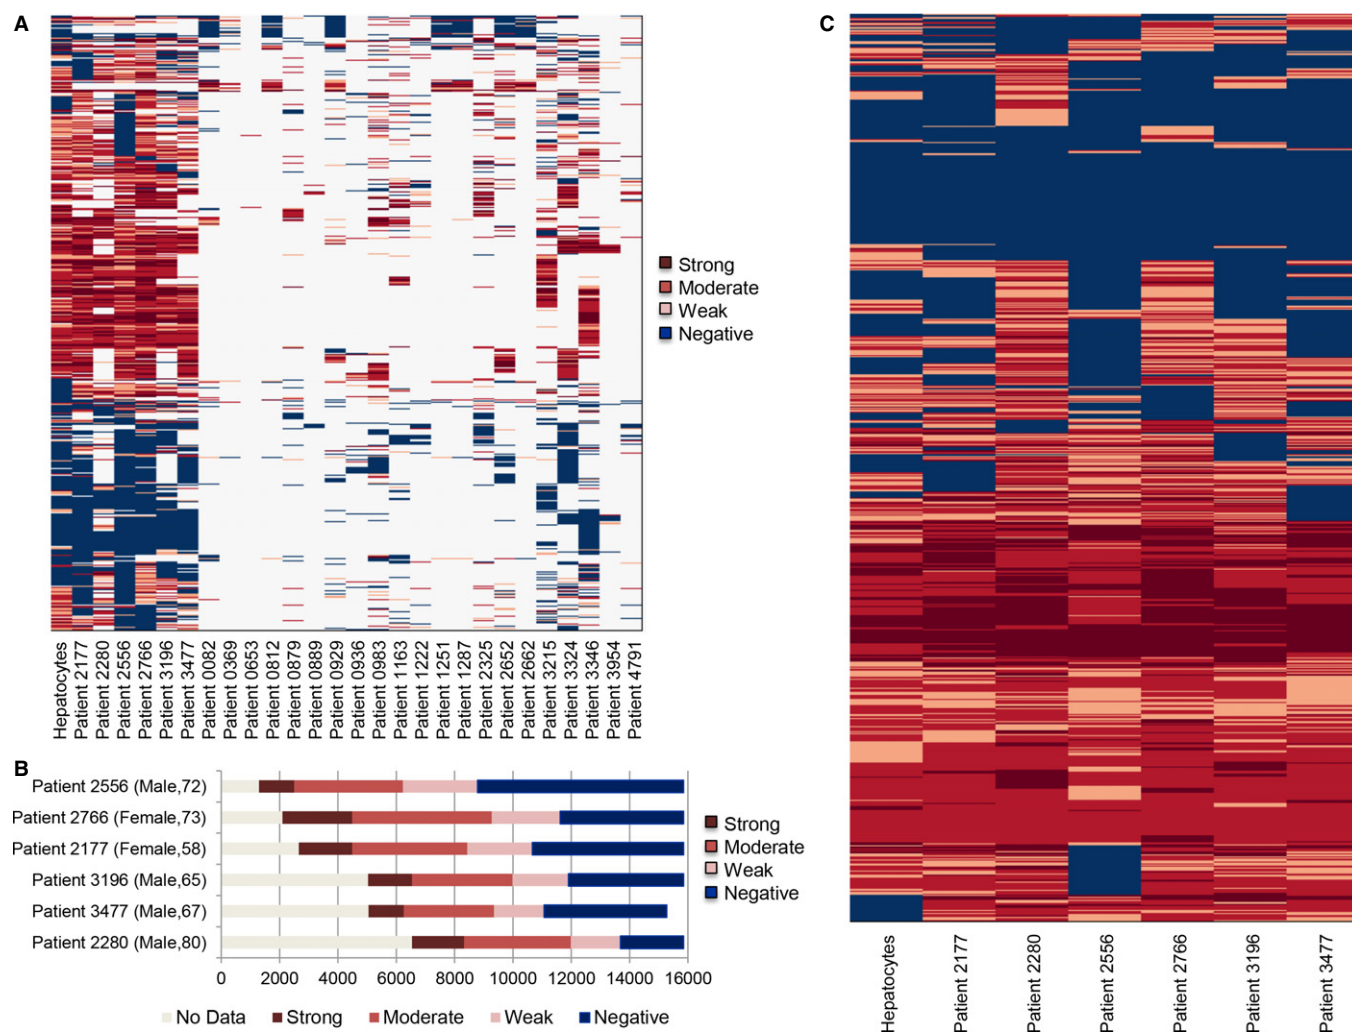 A
Strong
Moderate
Weak
Negative
Hepatocytes
Patient 2177
Patient 2280
Patient 2556
Patient 2766
Patient 3196
Patient 3477
Patient 0082
Patient 0369
Patient 0653
Patient 0812
Patient 0879
Patient 0889
Patient 0929
Patient 0936
Patient 0983
Patient 1163
Patient 1222
Patient 1251
Patient 1287
Patient 2325
Patient 2652
Patient 2662
Patient 3215
Patient 3324
Patient 3346
Patient 3954
Patient 4791
B
Patient 2556 (Male,72)
Patient 2766 (Female,73)
Patient 2177 (Female,58)
Patient 3196 (Male,65)
Patient 3477 (Male,67)
Patient 2280 (Male,80)
0 2000 4000 6000 8000 10000 12000 14000 16000
Strong
Moderate
Weak
Negative
No Data Strong Moderate Weak Negative
C
Hepatocytes
Patient 2177
Patient 2280
Patient 2556
Patient 2766
Patient 3196
Patient 3477